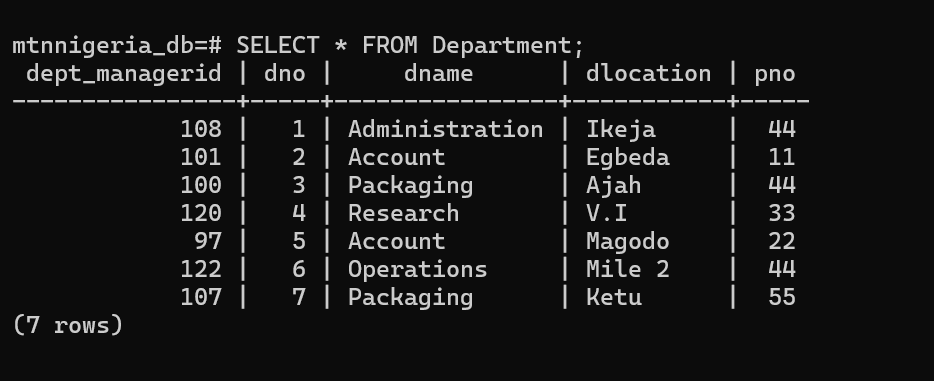 mtnnigeria_db=# SELECT * FROM Department;
 dept_managerid | dno |     dname      | dlocation | pno
----------------+-----+----------------+-----------+-----
            108 |   1 | Administration | Ikeja     |  44
            101 |   2 | Account        | Egbeda    |  11
            100 |   3 | Packaging      | Ajah      |  44
            120 |   4 | Research       | V.I       |  33
             97 |   5 | Account        | Magodo    |  22
            122 |   6 | Operations     | Mile 2    |  44
            107 |   7 | Packaging      | Ketu      |  55
(7 rows)